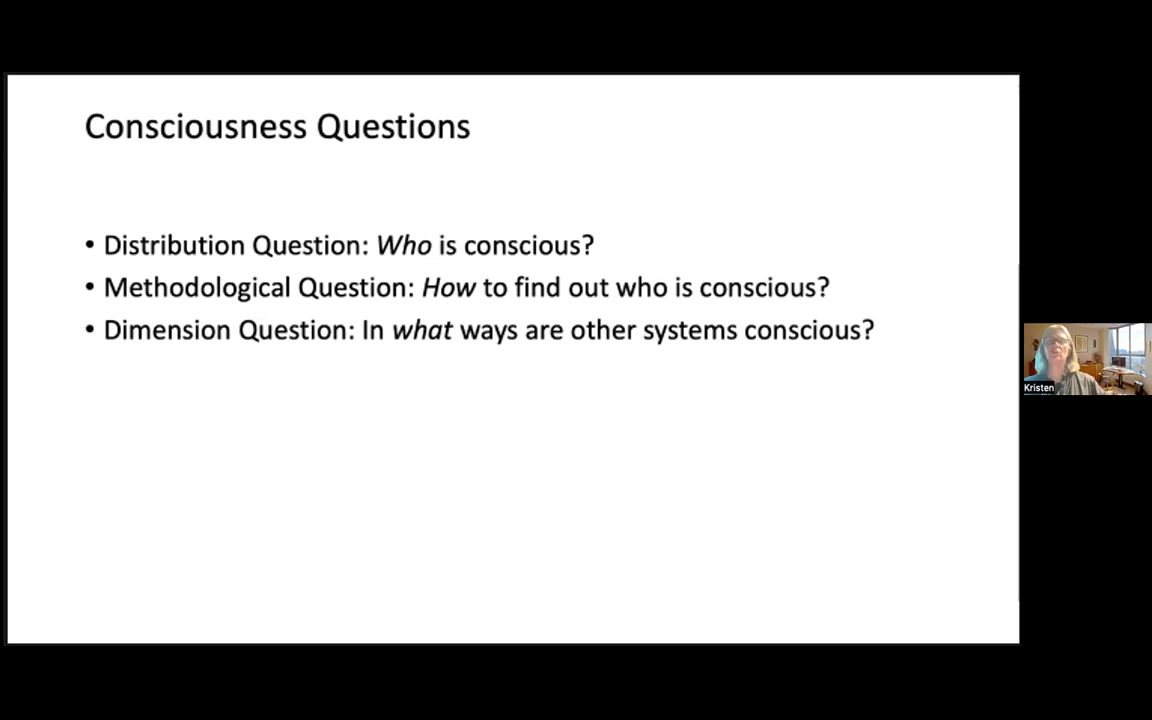 Consciousness Questions
• Distribution Question: Who is conscious?
• Methodological Question: How to find out who is conscious?
• Dimension Question: In what ways are other systems conscious?
Kristen